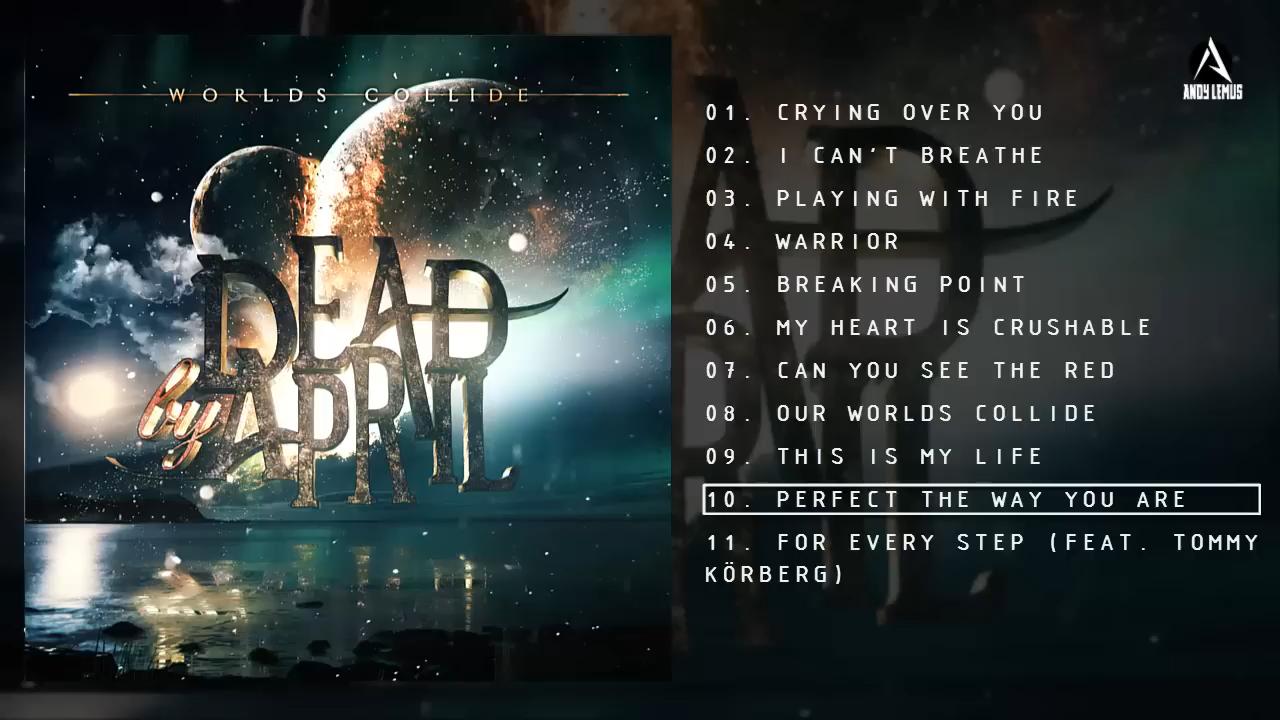 WORLDS COLLIDE
DEAD
by APRIL
ANDY LEMUS
01. CRYING OVER YOU
02. I CAN'T BREATHE
03. PLAYING WITH FIRE
04. WARRIOR
05. BREAKING POINT
06. MY HEART IS CRUSHABLE
07. CAN YOU SEE THE RED
08. OUR WORLDS COLLIDE
09. THIS IS MY LIFE
10. PERFECT THE WAY YOU ARE
11. FOR EVERY STEP (FEAT. TOMMY
KÖRBERG)